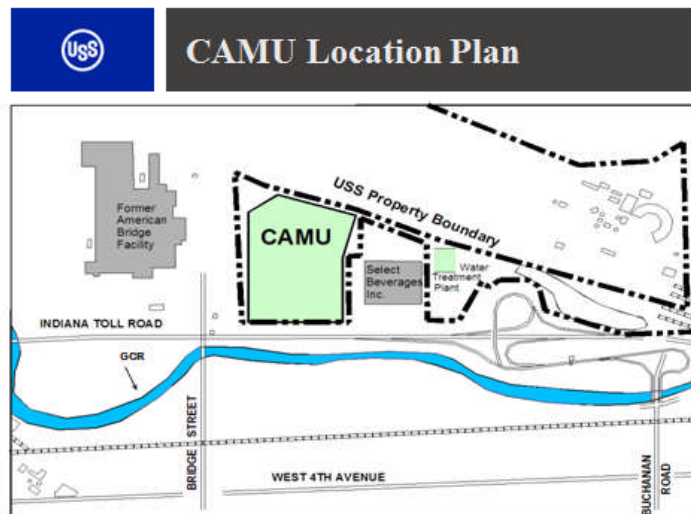 USS
CAMU Location Plan
USS Property Boundary
Former
American
Bridge
Facility
CAMU
Select
Beverages
Inc.
Water
Treatment
Plant
INDIANA TOLL ROAD
GCR
BRIDGE STREET
WEST 4TH AVENUE
BUCHANAN
ROAD